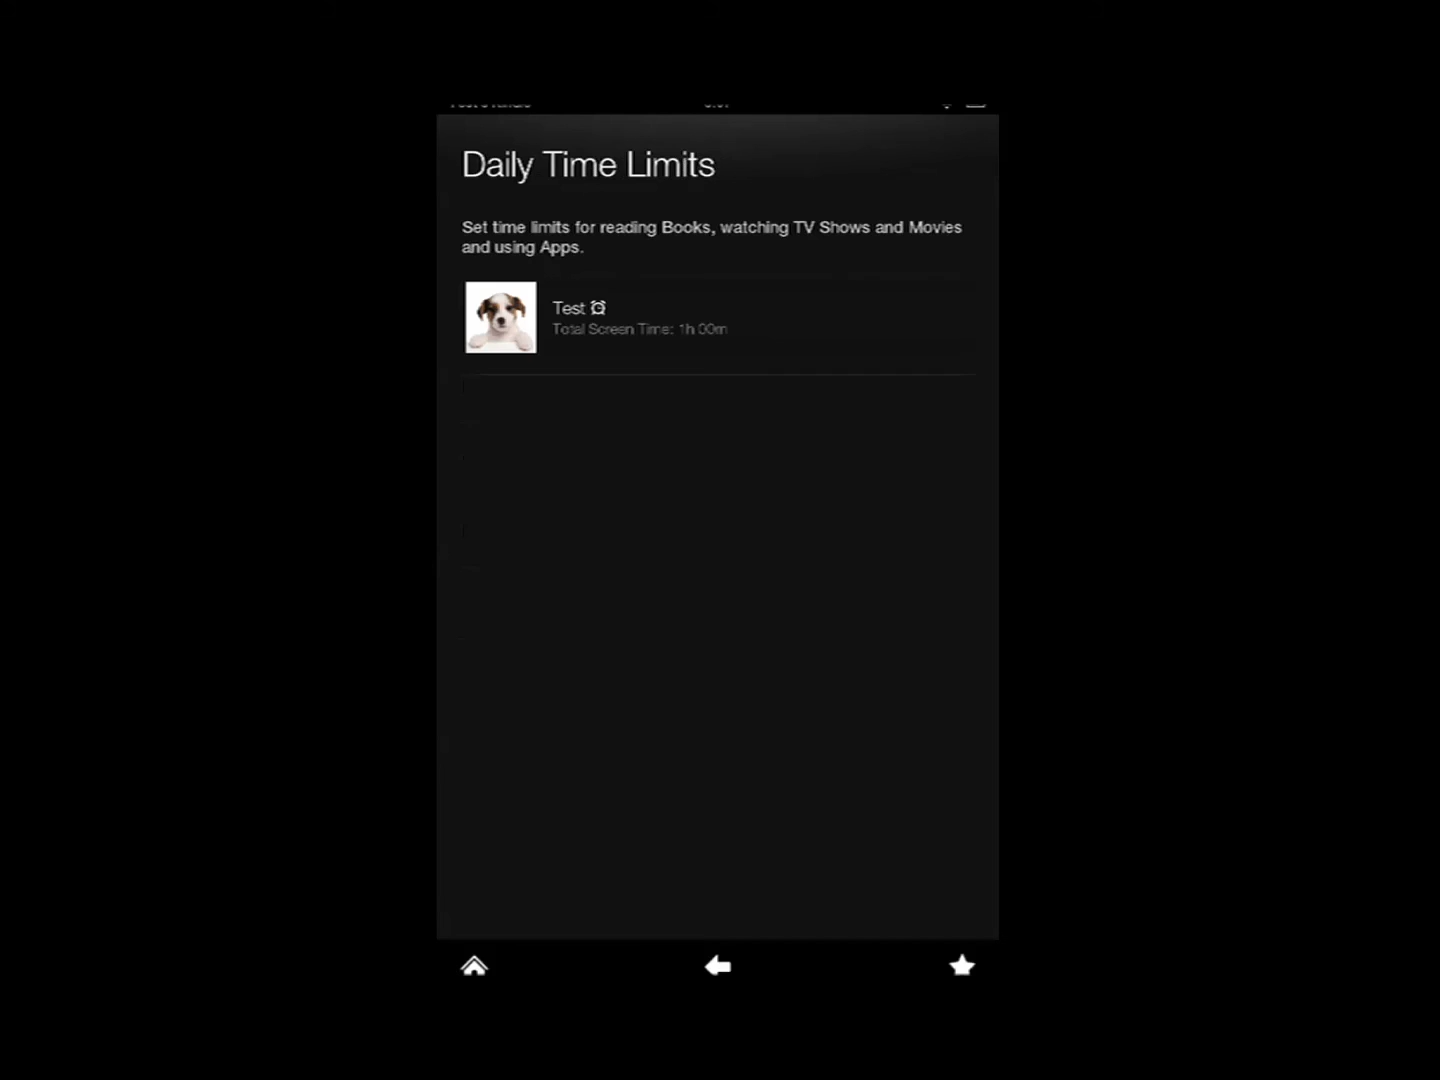 Daily Time Limits
Set time limits for reading Books, watching TV Shows and Movies
and using Apps.
Test
Total Screen Time: 1h 00m